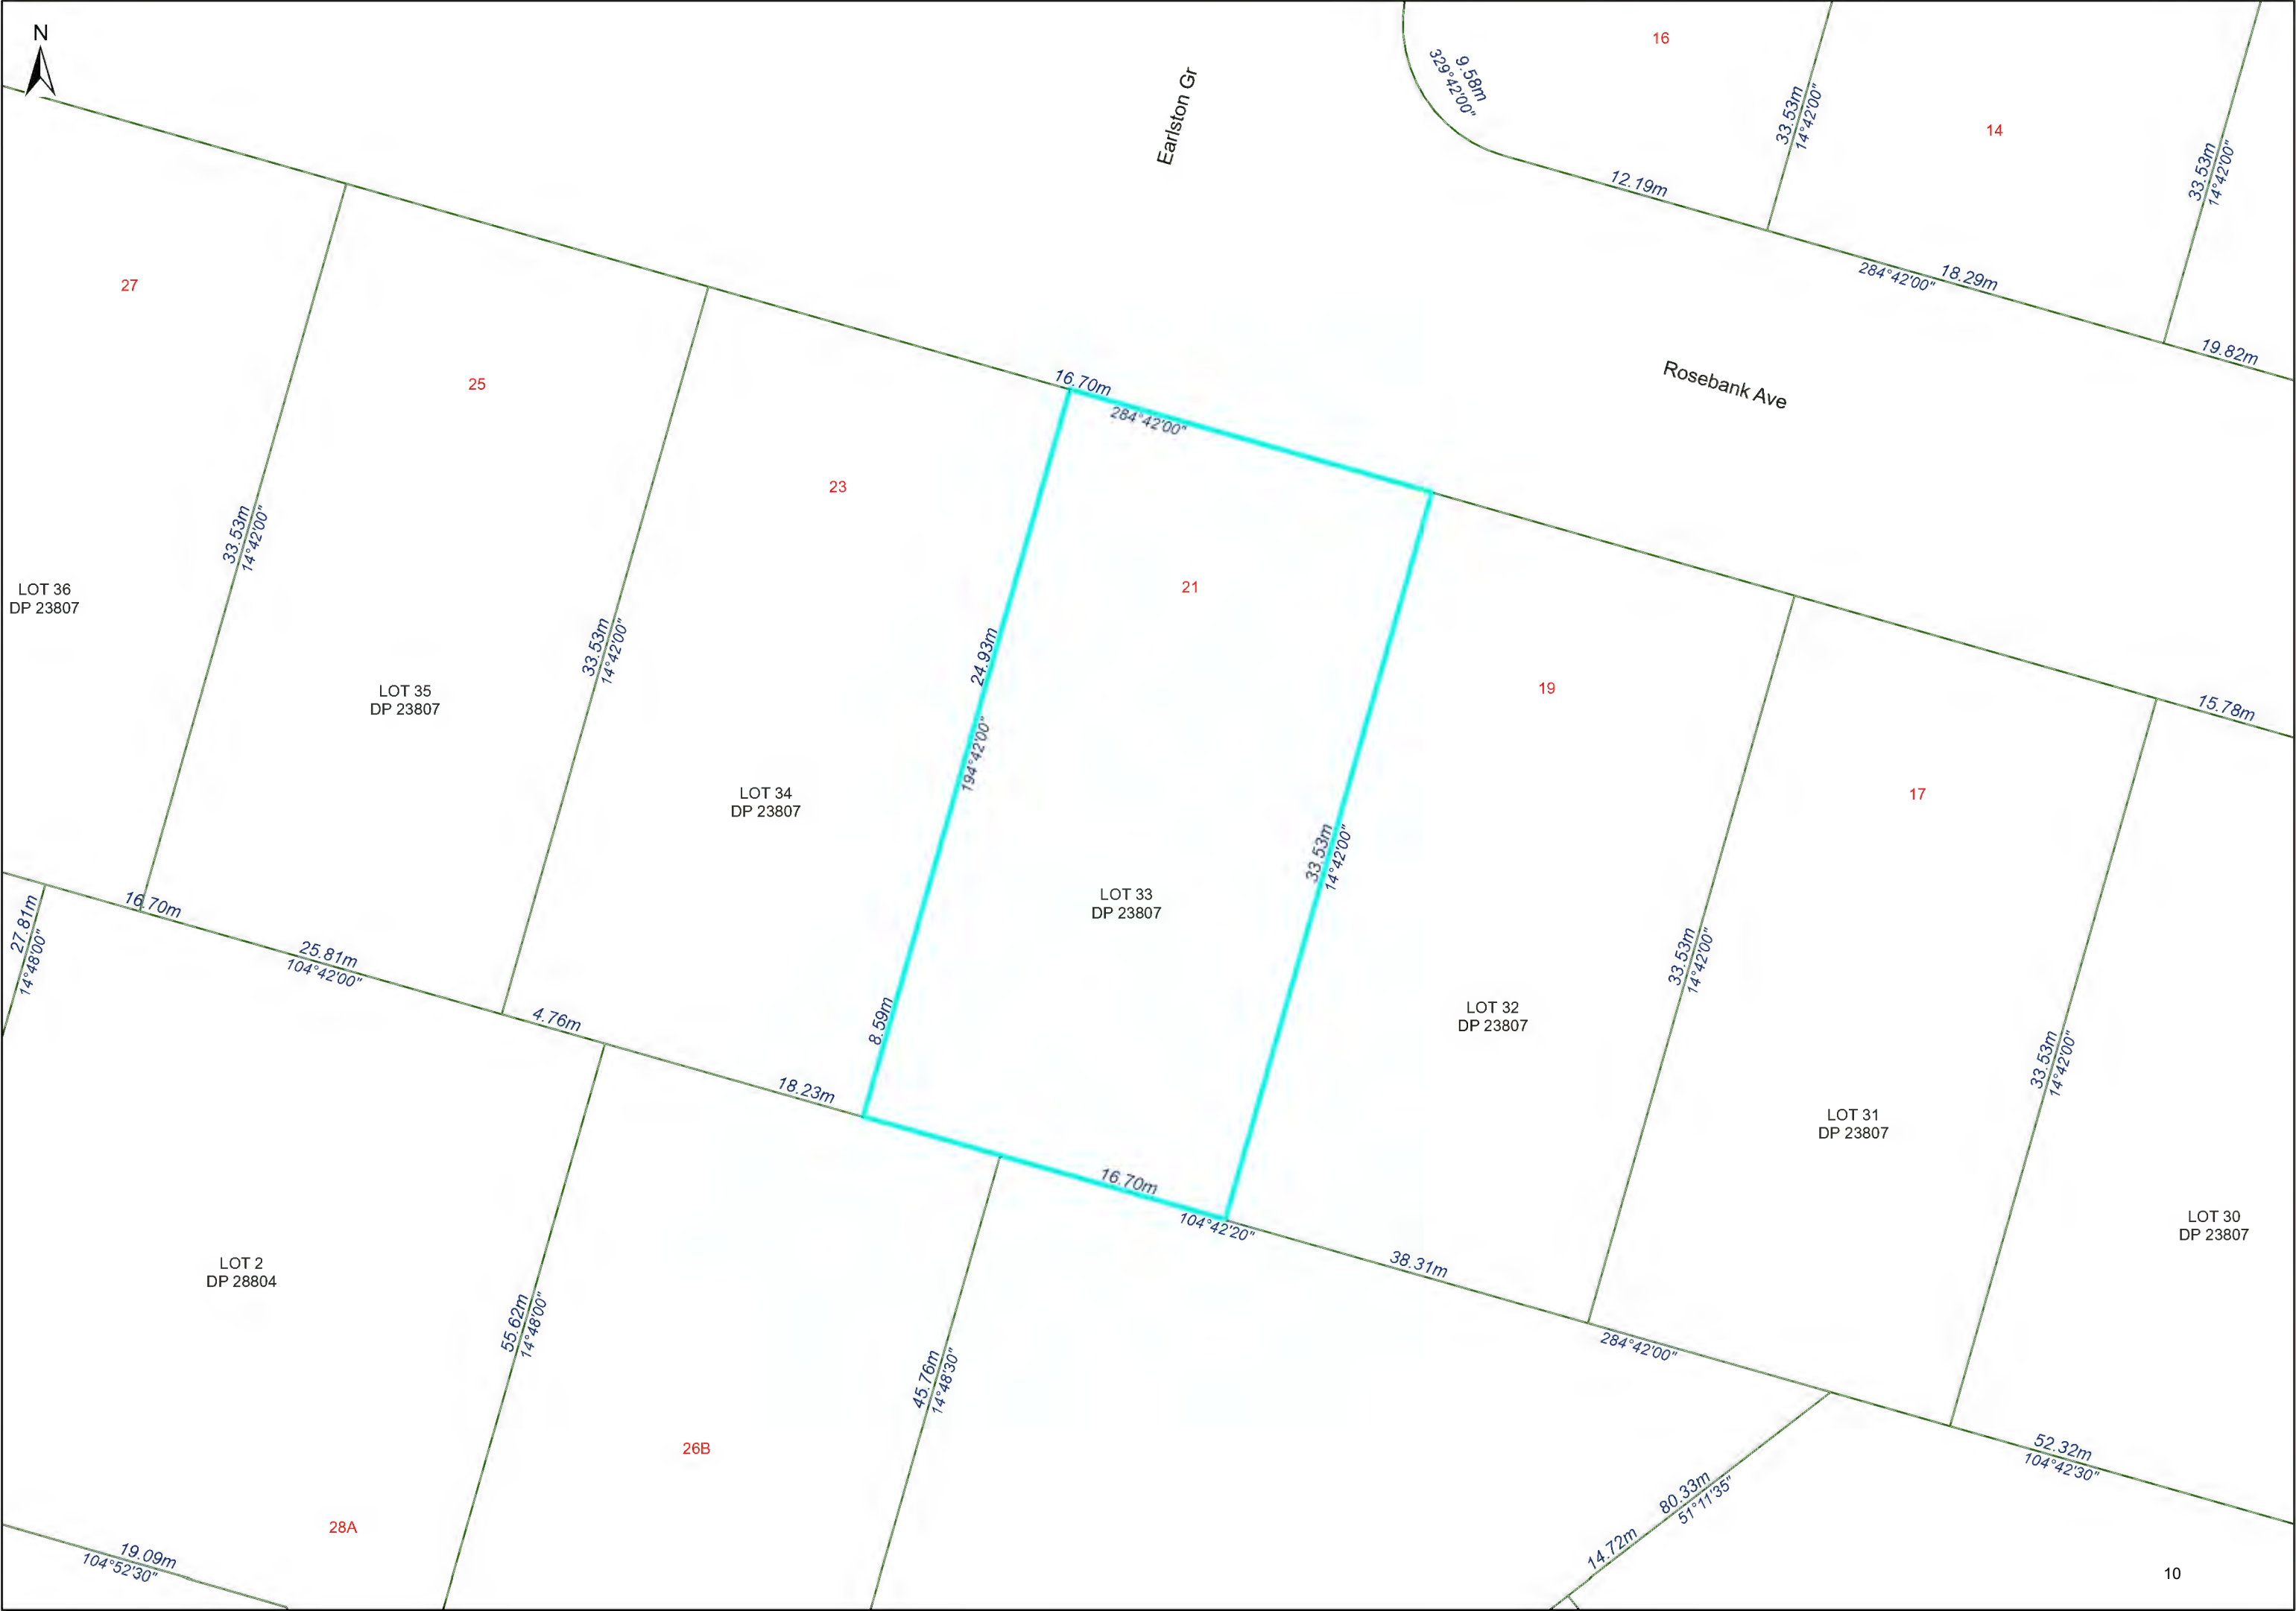 N
16
9.58m
329°42'00"
33.53m
14°42'00"
14
33.53m
14°42'00"
Earlston Gr
12.19m
284°42'00"
18.29m
19.82m
27
25
16.70m
284°42'00"
Rosebank Ave
23
33.53m
14°42'00"
21
LOT 36
DP 23807
33.53m
14°42'00"
24.93m
194°42'00"
19
15.78m
LOT 35
DP 23807
LOT 34
DP 23807
17
33.53m
14°42'00"
LOT 33
DP 23807
27.81m
14°48'00"
16.70m
25.81m
104°42'00"
4.76m
8.59m
33.53m
14°42'00"
LOT 32
DP 23807
33.53m
14°42'00"
18.23m
LOT 31
DP 23807
16.70m
104°42'20"
LOT 30
DP 23807
38.31m
LOT 2
DP 28804
55.62m
14°48'00"
45.76m
14°48'30"
284°42'00"
26B
52.32m
104°42'30"
80.33m
51°11'35"
28A
14.72m
19.09m
104°52'30"
10